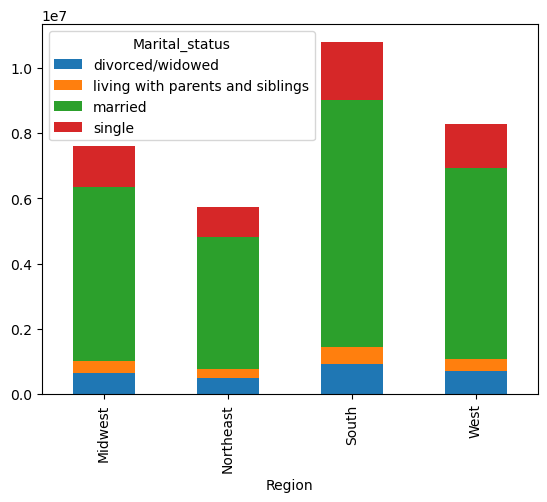 1e7
Marital_status
divorced/widowed
living with parents and siblings
married
single
1.0
0.8
0.6
0.4
0.2
0.0
Midwest
Northeast
South
West
Region